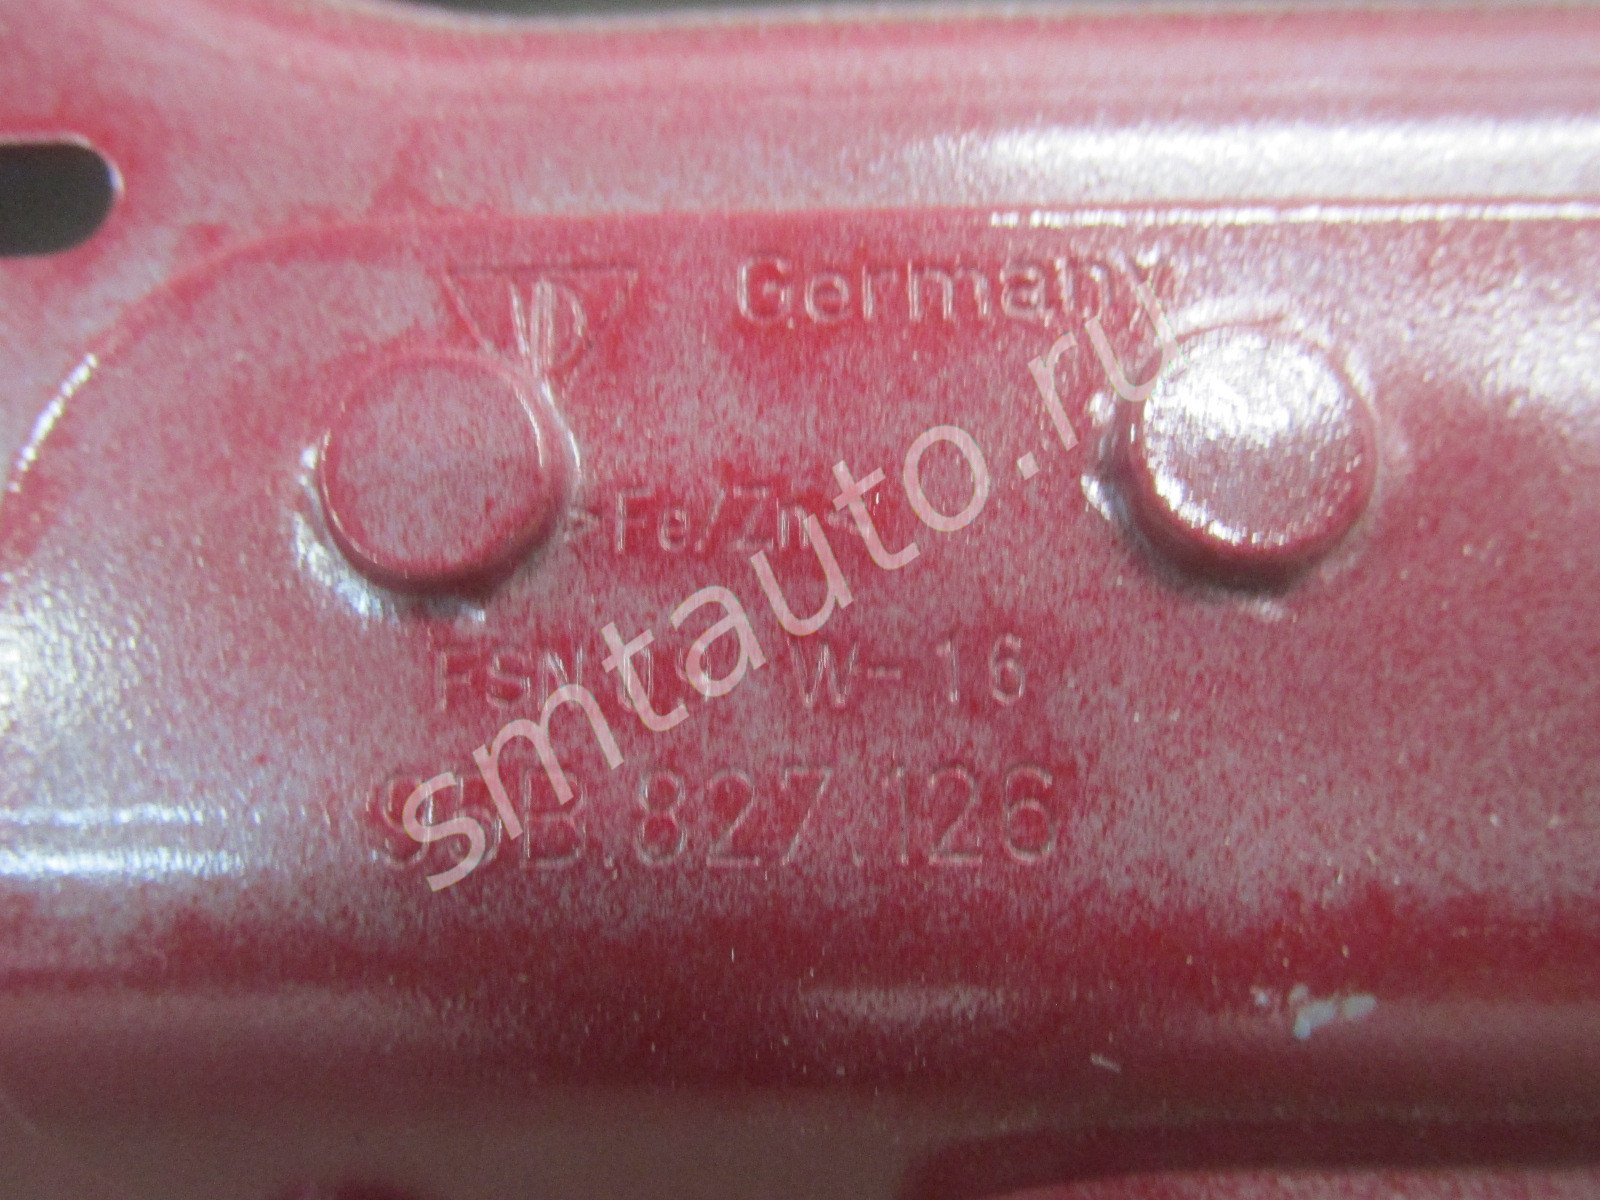 Germany
>Fe/Zn<
W-16
.827.126
smtauto.ru